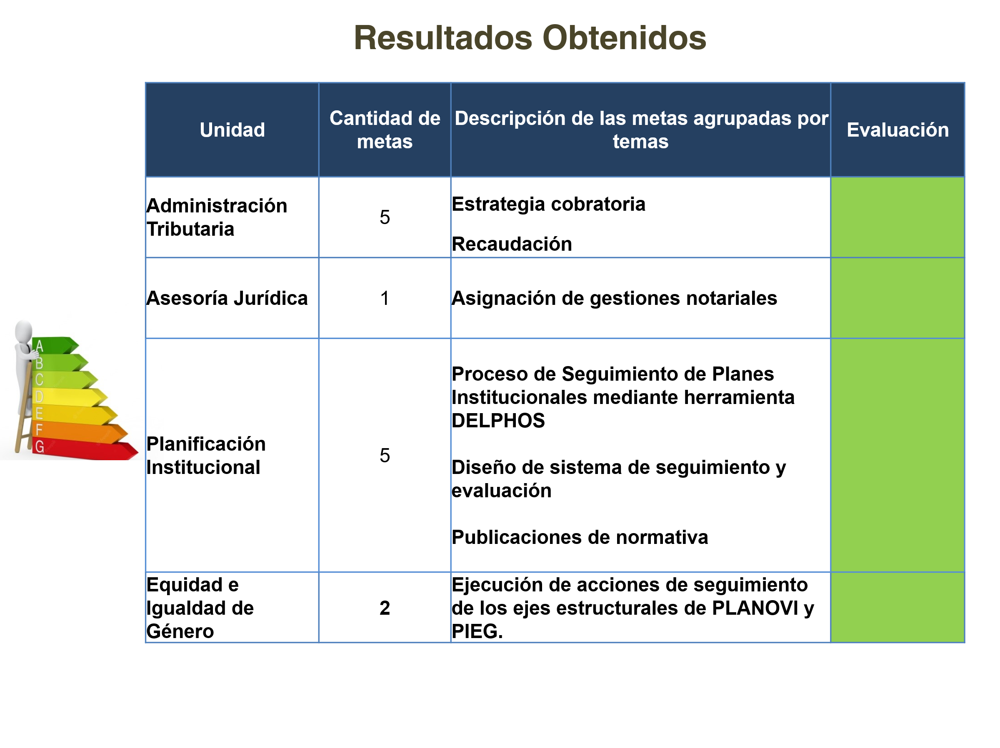 Resultados Obtenidos
Unidad
Cantidad de
metas
Descripción de las metas agrupadas por
temas
Evaluación
Administración
Tributaria
5
Estrategia cobratoria
Recaudación
Asesoría Jurídica
1
Asignación de gestiones notariales
Planificación
Institucional
5
Proceso de Seguimiento de Planes
Institucionales mediante herramienta
DELPHOS
Diseño de sistema de seguimiento y
evaluación
Publicaciones de normativa
Equidad e
Igualdad de
Género
2
Ejecución de acciones de seguimiento
de los ejes estructurales de PLANOVI y
PIEG.
A
B
C
D
E
F
G